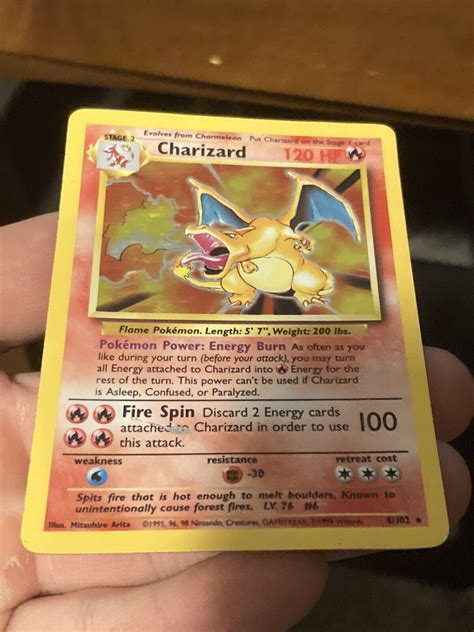 Evolves from Charmeleon Put Charizard on the Stage 1 card
STAGE 2
Charizard 120 HP
Flame Pokémon. Length: 5' 7", Weight: 200 lbs.
Pokémon Power: Energy Burn As often as you
like during your turn (before your attack), you may turn
all Energy attached to Charizard into Energy for the
rest of the turn. This power can't be used if Charizard
is Asleep, Confused, or Paralyzed.
Fire Spin Discard 2 Energy cards
attached to Charizard in order to use 100
this attack.
weakness resistance retreat cost
-30
Spits fire that is hot enough to melt boulders. Known to
unintentionally cause forest fires. LV. 76 #6
Illus. Mitsuhiro Arita ©1995, 96, 98 Nintendo, Creatures, GAMEFREAK. ©1999 Wizards. 4/102